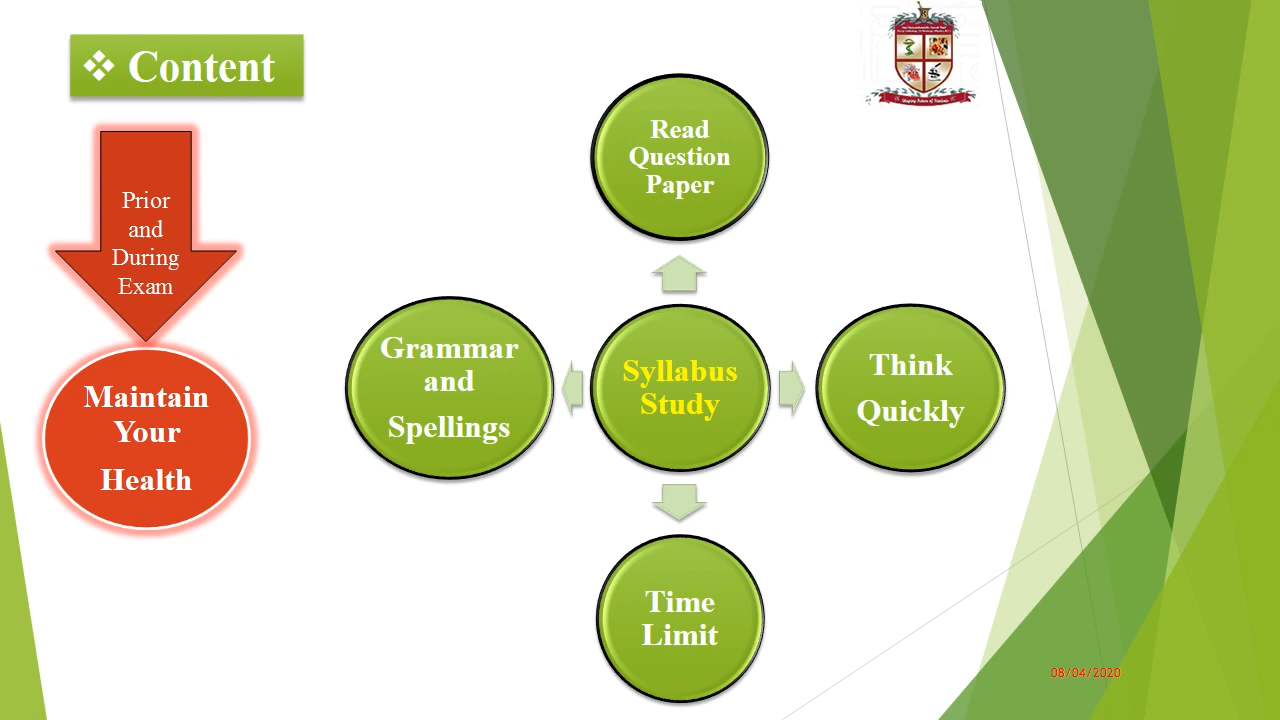 ❖ Content
Prior
and
During
Exam
Maintain
Your
Health
Read
Question
Paper
Grammar
and
Spellings
Syllabus
Study
Think
Quickly
Time
Limit
08/04/2020